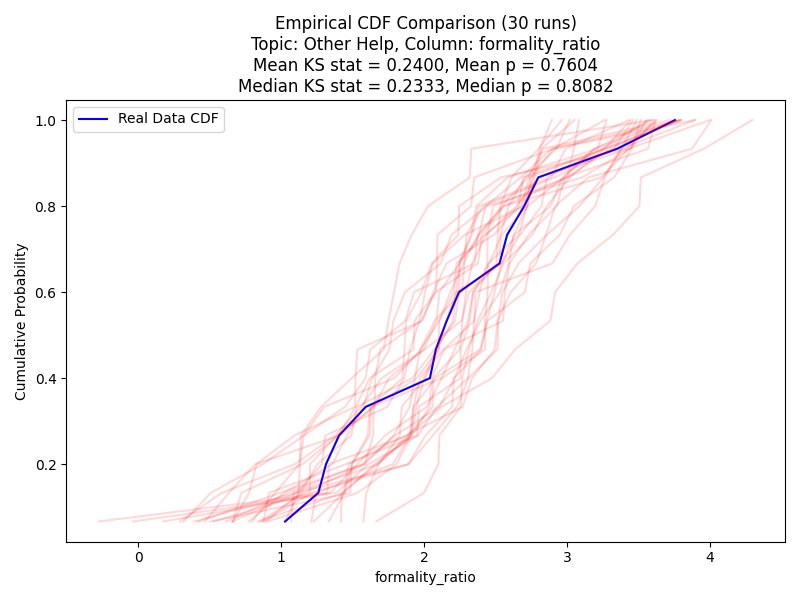 Empirical CDF Comparison (30 runs)
Topic: Other Help, Column: formality_ratio
Mean KS stat = 0.2400, Mean p = 0.7604
Median KS stat = 0.2333, Median p = 0.8082
Real Data CDF
1.0
0.8
0.6
0.4
0.2
Cumulative Probability
0 1 2 3 4
formality_ratio